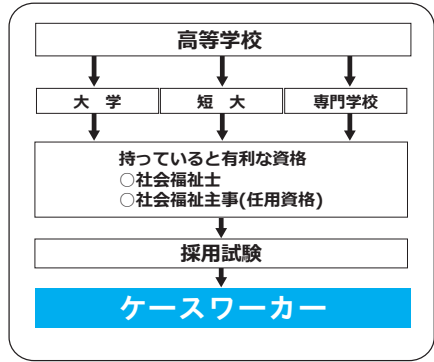 高等学校
大　学
短　大
専門学校
持っていると有利な資格
○社会福祉士
○社会福祉主事(任用資格)
採用試験
ケースワーカー